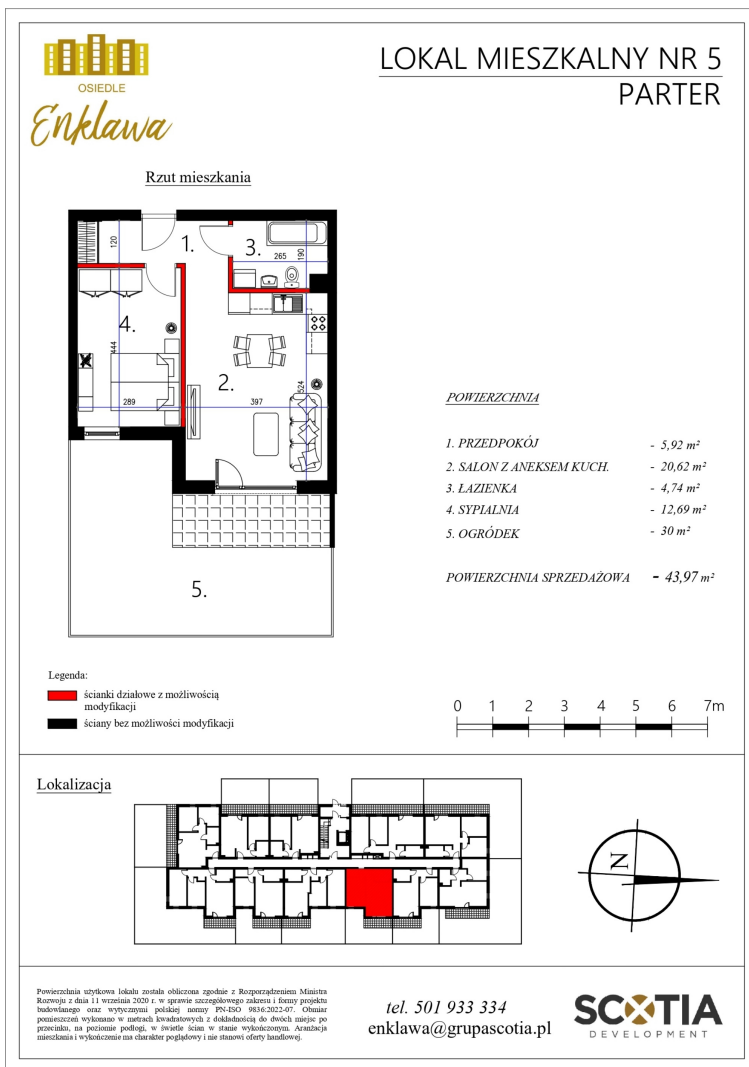 OSIEDLE
Enklawa
LOKAL MIESZKALNY NR 5
PARTER
Rzut mieszkania
120
1.
3.
265
190
4.
444
289
2.
397
524
5.
POWIERZCHNIA
1. PRZEDPOKÓJ - 5,92 m²
2. SALON Z ANEKSEM KUCH. - 20,62 m²
3. ŁAZIENKA - 4,74 m²
4. SYPIALNIA - 12,69 m²
5. OGRÓDEK - 30 m²
POWIERZCHNIA SPRZEDAŻOWA - 43,97 m²
Legenda:
ścianki działowe z możliwością
modyfikacji
ściany bez możliwości modyfikacji
0 1 2 3 4 5 6 7m
Lokalizacja
N
Powierzchnia użytkowa lokalu została obliczona zgodnie z Rozporządzeniem Ministra
Rozwoju z dnia 11 września 2020 r. w sprawie szczegółowego zakresu i formy projektu
budowlanego oraz wytycznymi polskiej normy PN-ISO 9836:2022-07. Obmiar
pomieszczeń wykonano w metrach kwadratowych z dokładnością do dwóch miejsc po
przecinku, na poziomie podłogi, w świetle ścian w stanie wykończonym. Aranżacja
mieszkania i wykończenie ma charakter poglądowy i nie stanowi oferty handlowej.
tel. 501 933 334
enklawa@grupascotia.pl
SCOTIA
DEVELOPMENT